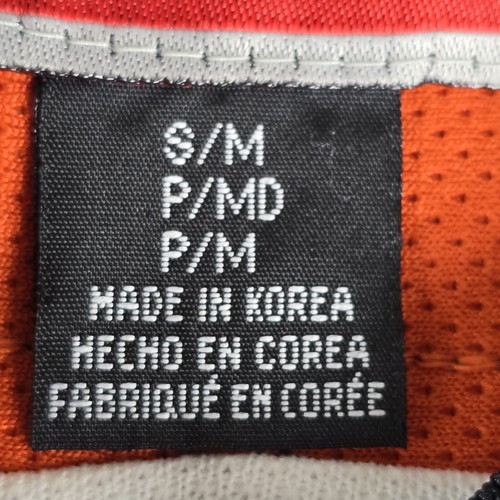 S/M
P/MD
P/M
MADE IN KOREA
HECHO EN COREA
FABRIQUÉ EN CORÉE